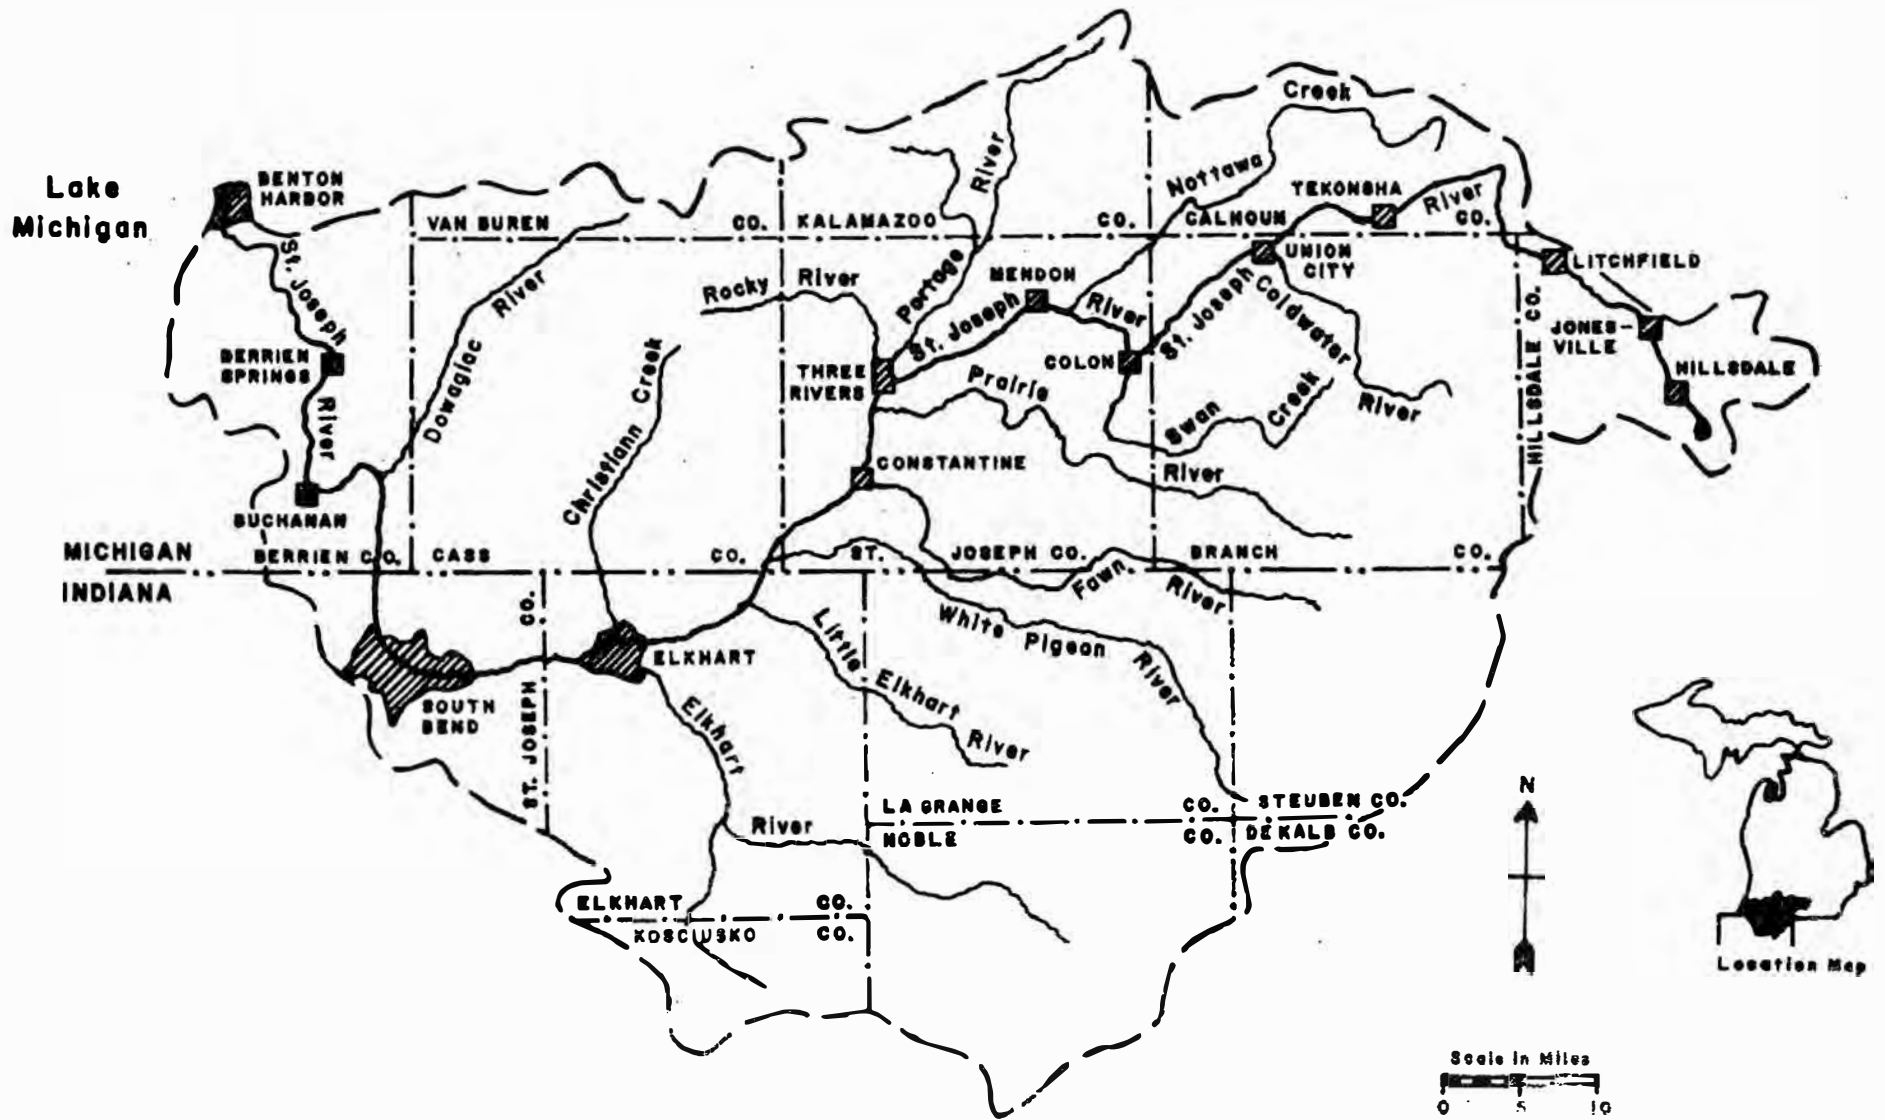 Lake
Michigan
BENTON
HARBOR
St. Joseph
River
BERRIEN
SPRINGS
BUCHANAN
VAN BUREN CO.
KALAMAZOO CO.
CALHOUN CO.
Dowagiac River
Christiann Creek
Rocky River
Portage River
Nottawa Creek
TEKONSHA
River
MENDON
St. Joseph River
UNION
CITY
LITCHFIELD
St. Joseph
Coldwater River
JONES-
VILLE
HILLSDALE
HILLSDALE CO.
THREE
RIVERS
COLON
Prairie River
Swan Creek
CONSTANTINE
MICHIGAN
INDIANA
BERRIEN CO.
CASS CO.
ST. JOSEPH CO.
BRANCH CO.
Fawn River
White Pigeon River
Little Elkhart River
ELKHART
SOUTH
BEND
ST. JOSEPH CO.
Elkhart River
LA GRANGE CO.
NOBLE CO.
STEUBEN CO.
DE KALB CO.
ELKHART CO.
KOSCIUSKO CO.
N
Location Map
Scale in Miles
0 5 10